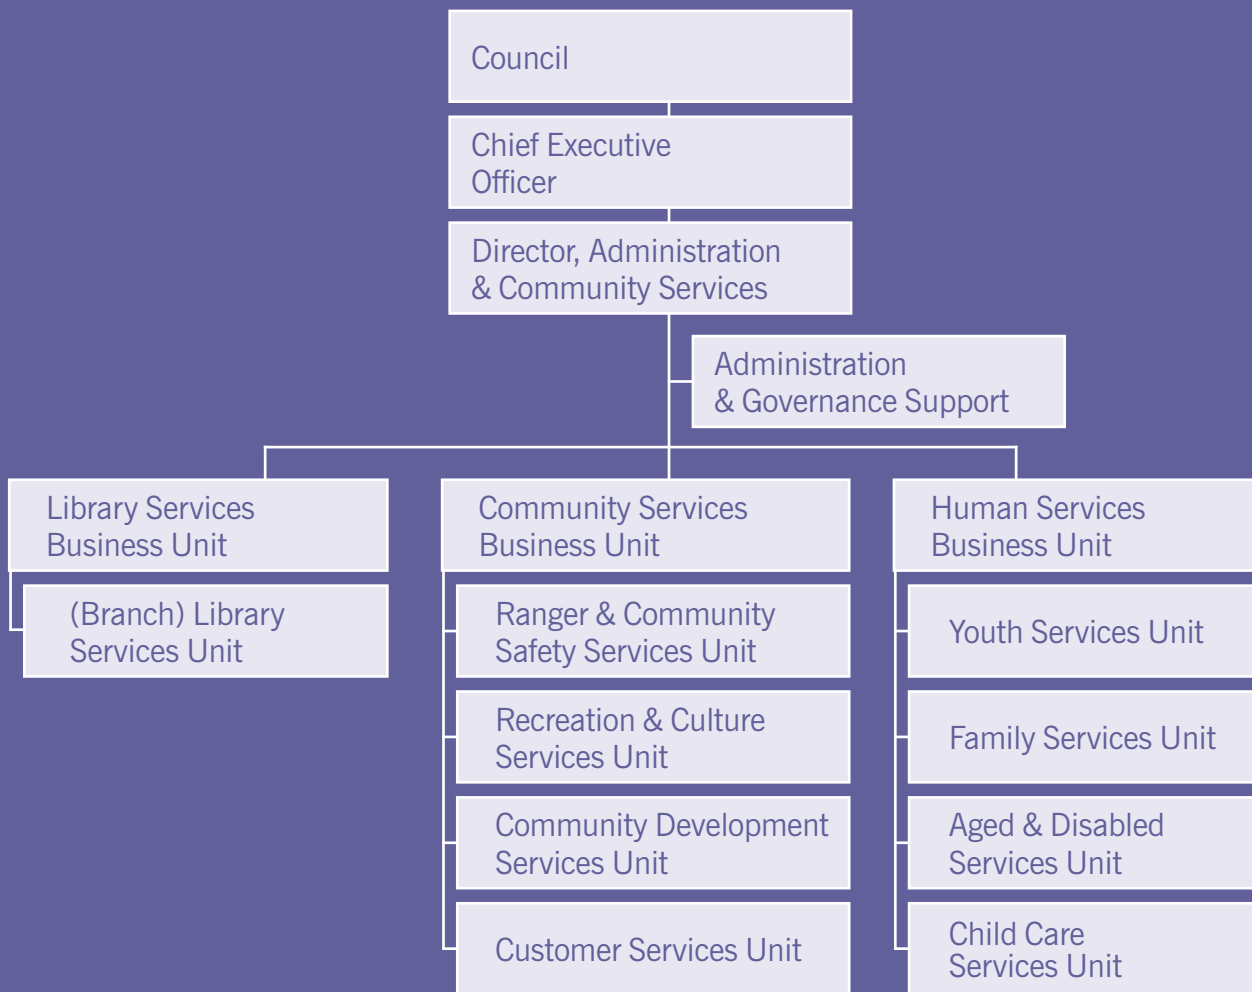 Council
Chief Executive
Officer
Director, Administration
& Community Services
Administration
& Governance Support
Library Services
Business Unit
(Branch) Library
Services Unit
Community Services
Business Unit
Ranger & Community
Safety Services Unit
Recreation & Culture
Services Unit
Community Development
Services Unit
Customer Services Unit
Human Services
Business Unit
Youth Services Unit
Family Services Unit
Aged & Disabled
Services Unit
Child Care
Services Unit